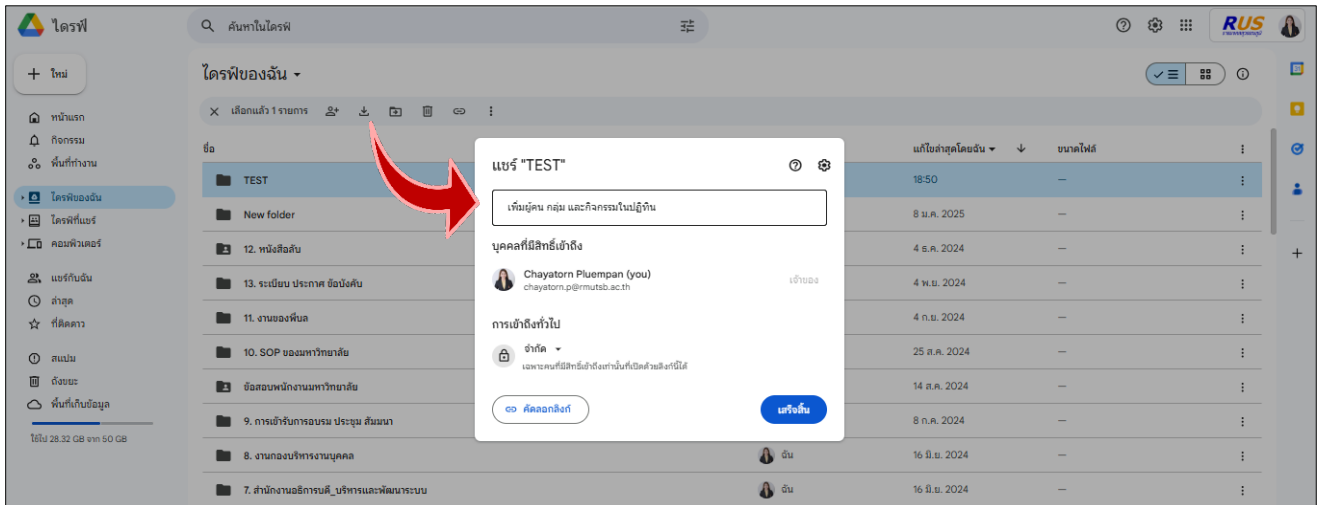 ไดรฟ์
ค้นหาในไดรฟ์
RUS
ใหม่
ไดรฟ์ของฉัน
เลือกแล้ว 1 รายการ
หน้าแรก
กิจกรรม
พื้นที่ทำงาน
ไดรฟ์ของฉัน
ไดรฟ์ที่แชร์
คอมพิวเตอร์
แชร์กับฉัน
ล่าสุด
ที่ติดดาว
สแปม
ถังขยะ
พื้นที่เก็บข้อมูล
ใช้ไป 28.32 GB จาก 50 GB
ชื่อ
แก้ไขล่าสุดโดยฉัน
ขนาดไฟล์
TEST
18:50
—
New folder
8 ม.ค. 2025
—
12. หนังสือลับ
4 ธ.ค. 2024
—
13. ระเบียบ ประกาศ ข้อบังคับ
4 พ.ย. 2024
—
11. งานของพี่นล
4 ก.ย. 2024
—
10. SOP ของมหาวิทยาลัย
25 ส.ค. 2024
—
ข้อสอบพนักงานมหาวิทยาลัย
14 ส.ค. 2024
—
9. การเข้ารับการอบรม ประชุม สัมมนา
8 ก.ค. 2024
—
8. งานกองบริหารงานบุคคล
ฉัน
16 มิ.ย. 2024
—
7. สำนักงานอธิการบดี_บริหารและพัฒนาระบบ
ฉัน
16 มิ.ย. 2024
—
แชร์ "TEST"
เพิ่มผู้คน กลุ่ม และกิจกรรมในปฏิทิน
บุคคลที่มีสิทธิ์เข้าถึง
Chayatorn Pluempan (you)
chayatorn.p@rmutsb.ac.th
เจ้าของ
การเข้าถึงทั่วไป
จำกัด
เฉพาะคนที่มีสิทธิ์เข้าถึงเท่านั้นที่เปิดด้วยลิงก์นี้ได้
คัดลอกลิงก์
เสร็จสิ้น